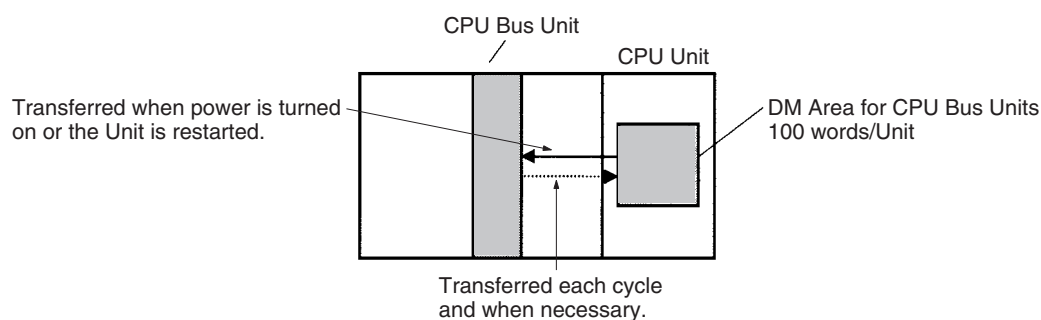 CPU Bus Unit
CPU Unit
Transferred when power is turned
on or the Unit is restarted.
DM Area for CPU Bus Units
100 words/Unit
Transferred each cycle
and when necessary.